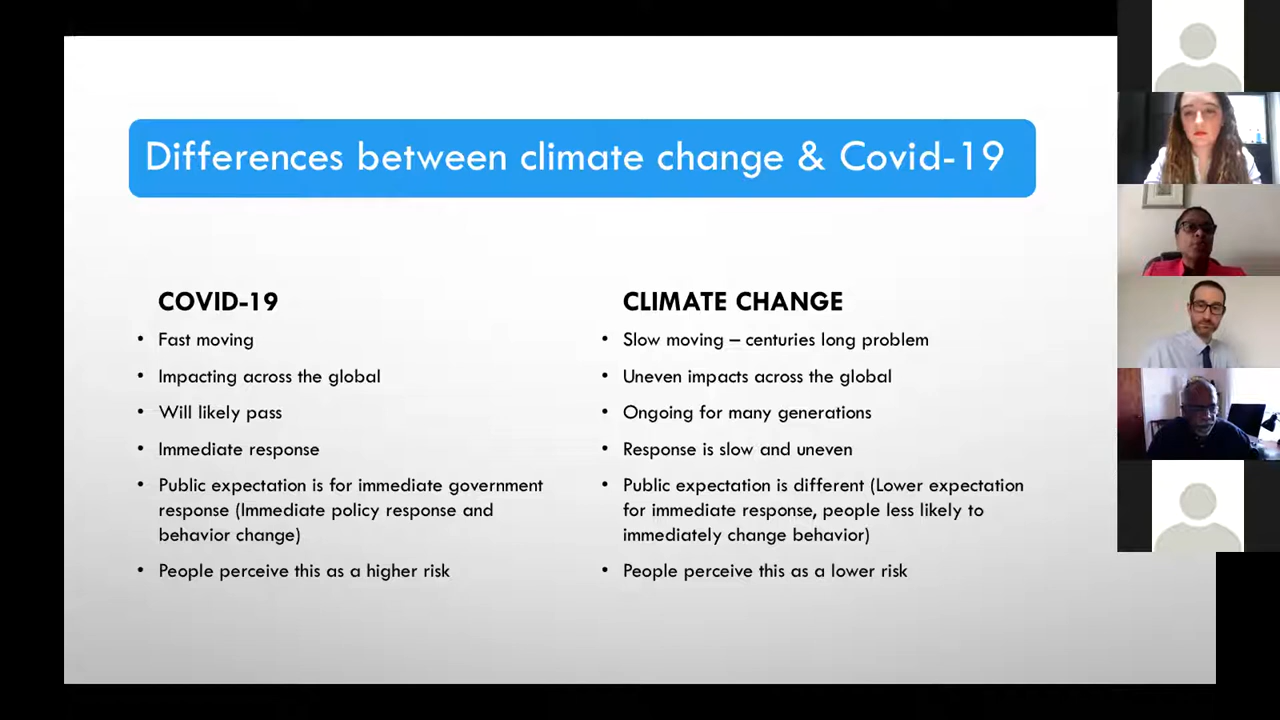 Differences between climate change & Covid-19
COVID-19
• Fast moving
• Impacting across the global
• Will likely pass
• Immediate response
• Public expectation is for immediate government
response (Immediate policy response and
behavior change)
• People perceive this as a higher risk
CLIMATE CHANGE
• Slow moving – centuries long problem
• Uneven impacts across the global
• Ongoing for many generations
• Response is slow and uneven
• Public expectation is different (Lower expectation
for immediate response, people less likely to
immediately change behavior)
• People perceive this as a lower risk